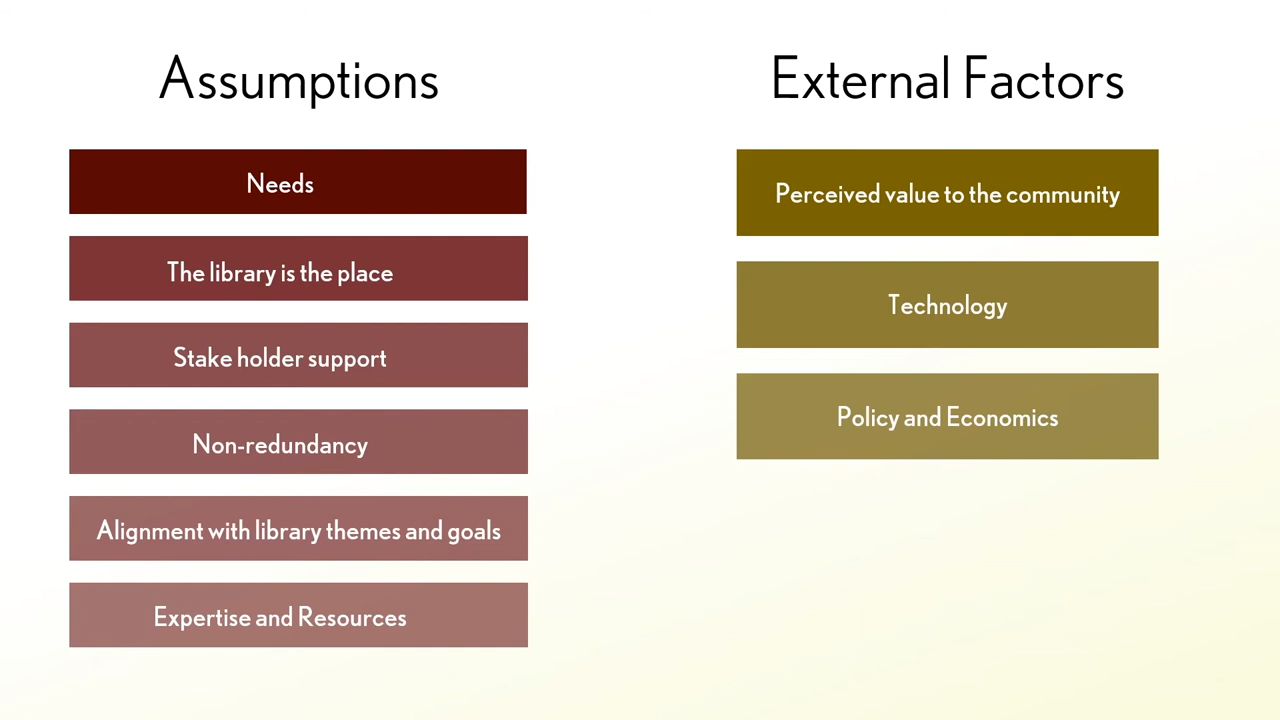 Assumptions
Needs
The library is the place
Stake holder support
Non-redundancy
Alignment with library themes and goals
Expertise and Resources
External Factors
Perceived value to the community
Technology
Policy and Economics